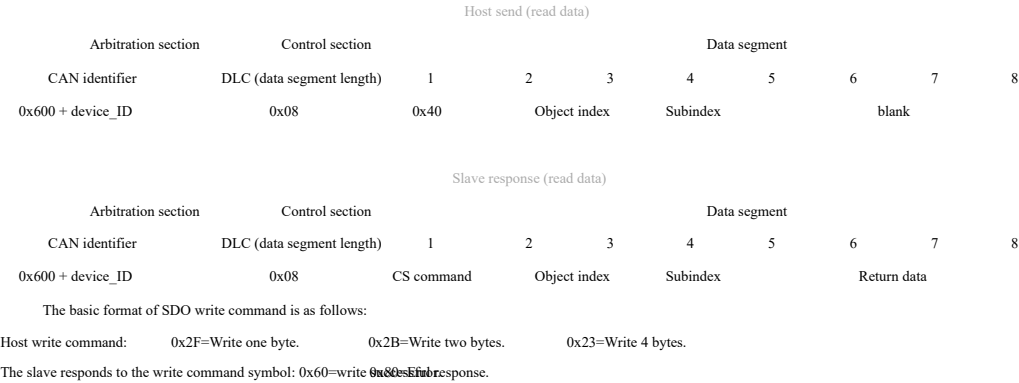 Host send (read data)
Arbitration section Control section Data segment
CAN identifier DLC (data segment length) 1 2 3 4 5 6 7 8
0x600 + device_ID 0x08 0x40 Object index Subindex blank
Slave response (read data)
Arbitration section Control section Data segment
CAN identifier DLC (data segment length) 1 2 3 4 5 6 7 8
0x600 + device_ID 0x08 CS command Object index Subindex Return data
The basic format of SDO write command is as follows:
Host write command: 0x2F=Write one byte. 0x2B=Write two bytes. 0x23=Write 4 bytes.
The slave responds to the write command symbol: 0x60=write response.